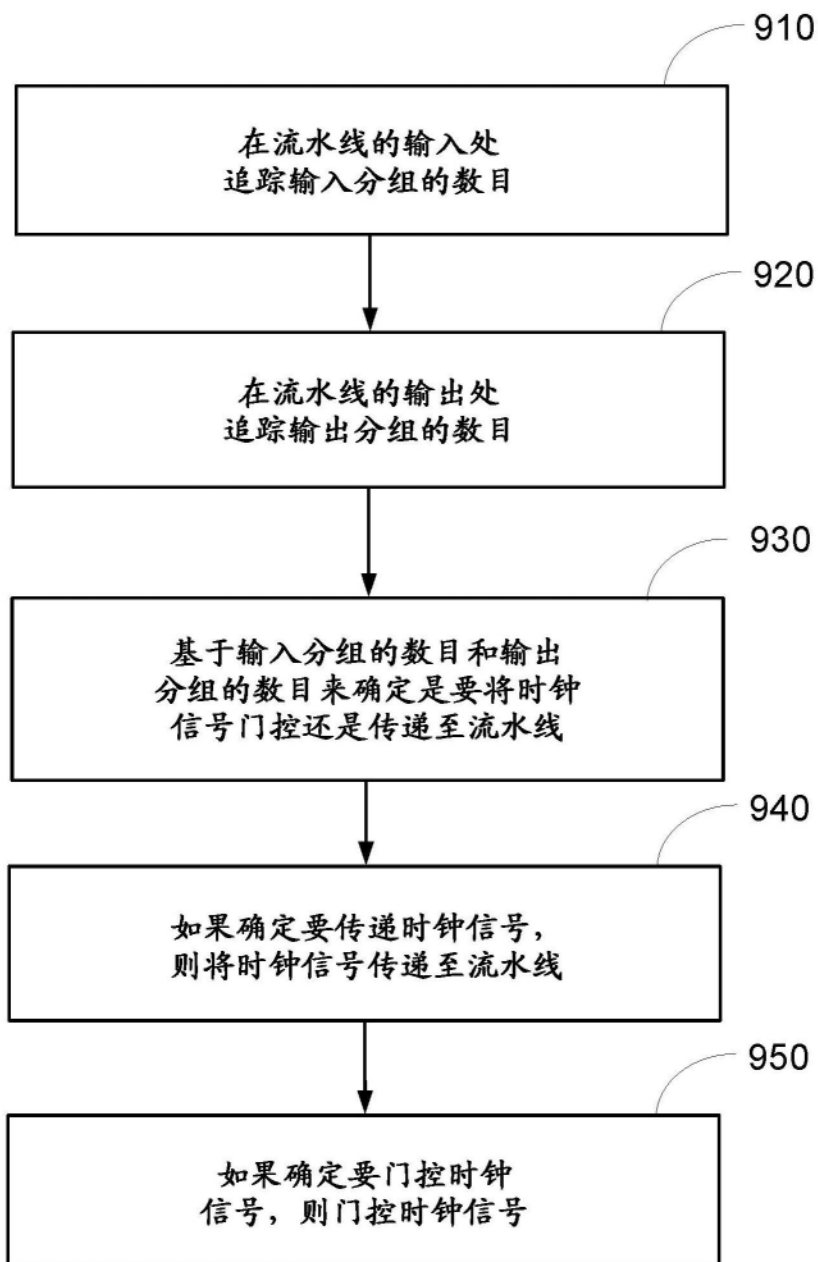 910
在流水线的输入处
追踪输入分组的数目
920
在流水线的输出处
追踪输出分组的数目
930
基于输入分组的数目和输出
分组的数目来确定是要将时钟
信号门控还是传递至流水线
940
如果确定要传递时钟信号,
则将时钟信号传递至流水线
950
如果确定要门控时钟
信号, 则门控时钟信号